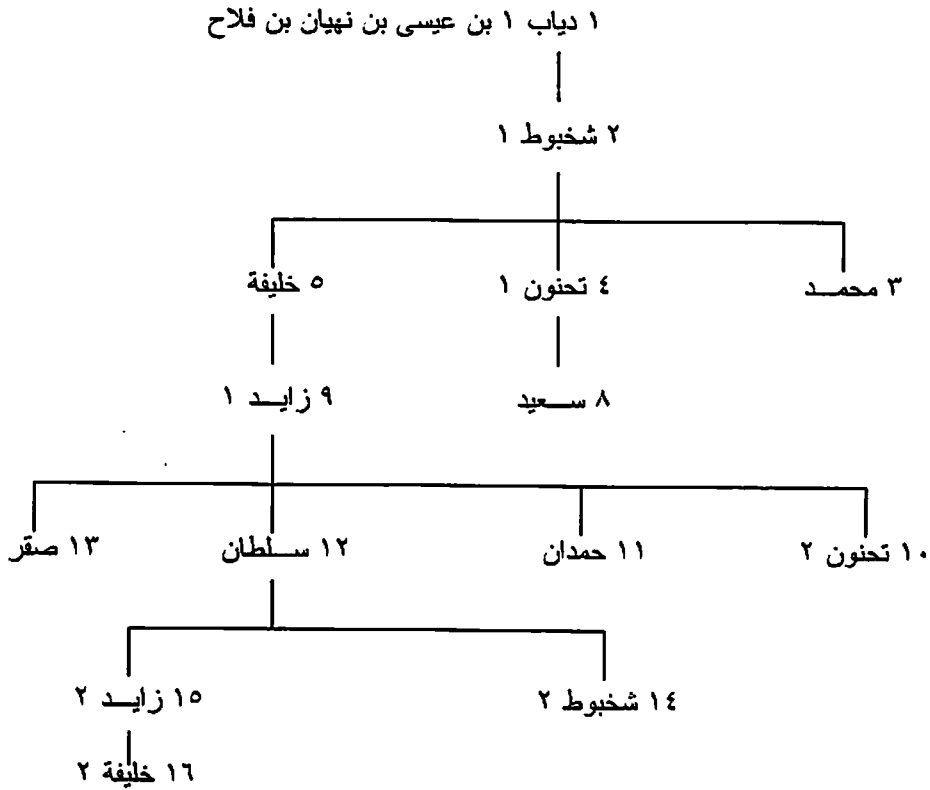 ١ دياب ١ بن عيسى بن نهيان بن فلاح
٢ شخبوط ١
٣ محمد ٤ تحنون ١ ٥ خليفة
٨ سعيد ٩ زايد ١
١٠ تحنون ٢ ١١ حمدان ١٢ سلطان ١٣ صقر
١٤ شخبوط ٢ ١٥ زايد ٢
١٦ خليفة ٢